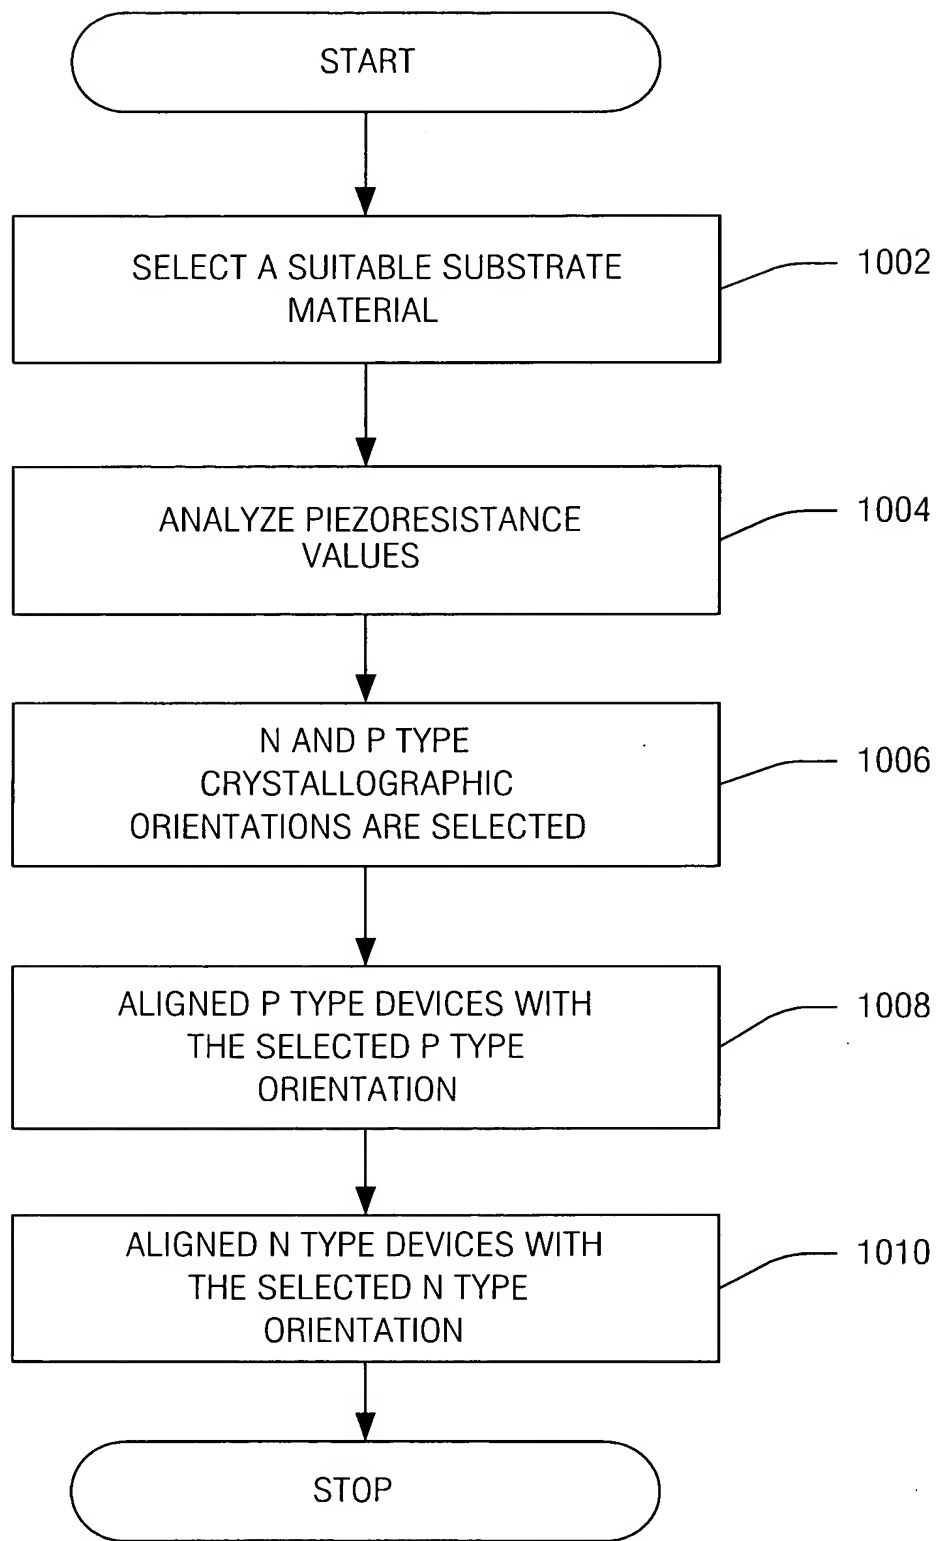 START
SELECT A SUITABLE SUBSTRATE
MATERIAL
1002
ANALYZE PIEZORESISTANCE
VALUES
1004
N AND P TYPE
CRYSTALLOGRAPHIC
ORIENTATIONS ARE SELECTED
1006
ALIGNED P TYPE DEVICES WITH
THE SELECTED P TYPE
ORIENTATION
1008
ALIGNED N TYPE DEVICES WITH
THE SELECTED N TYPE
ORIENTATION
1010
STOP